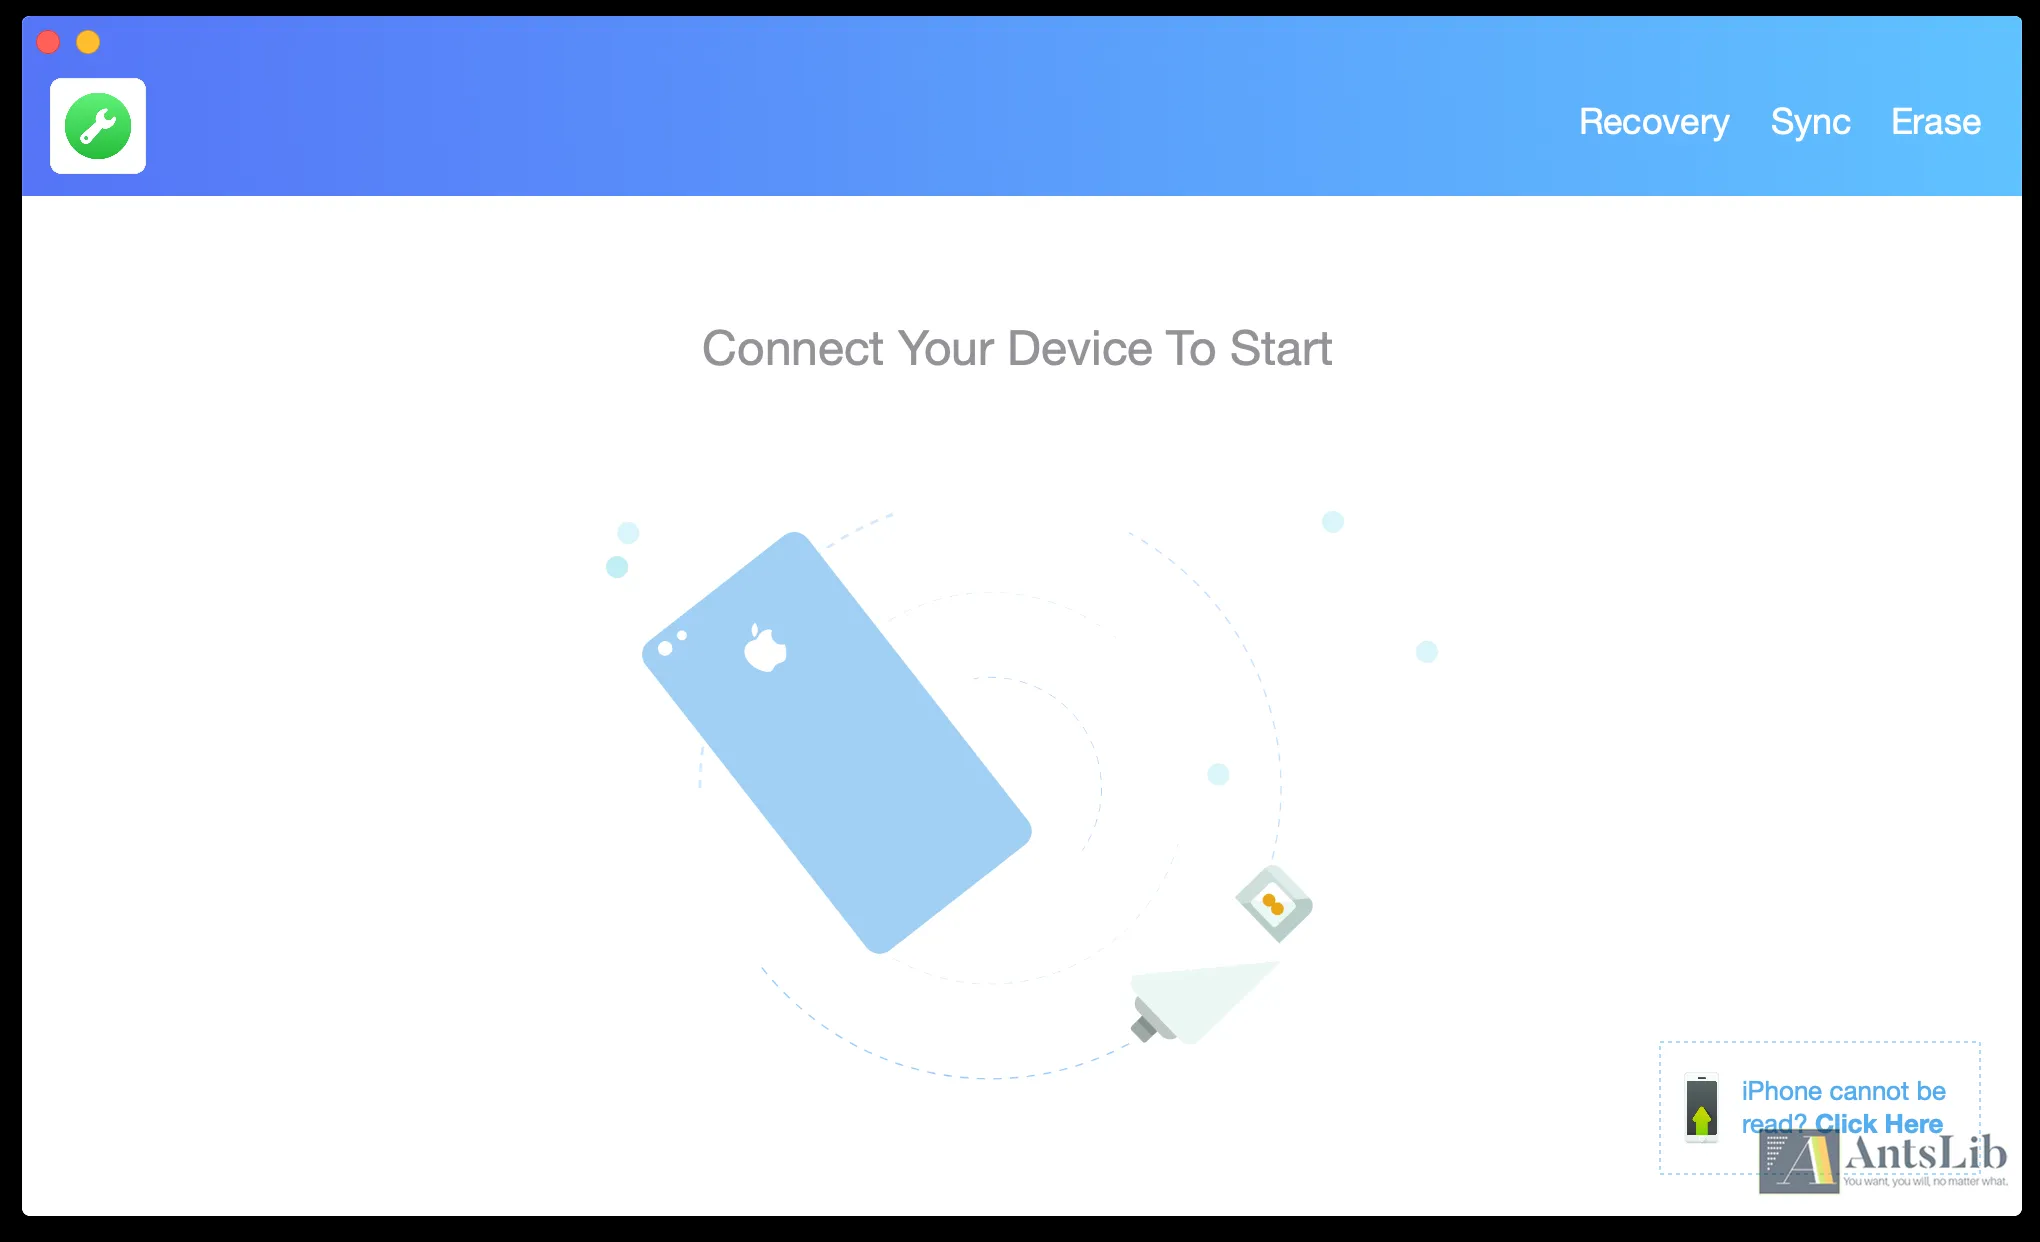 Recovery Sync Erase
Connect Your Device To Start
iPhone cannot be
read? Click Here
AntsLib
You want, you will, no matter what.